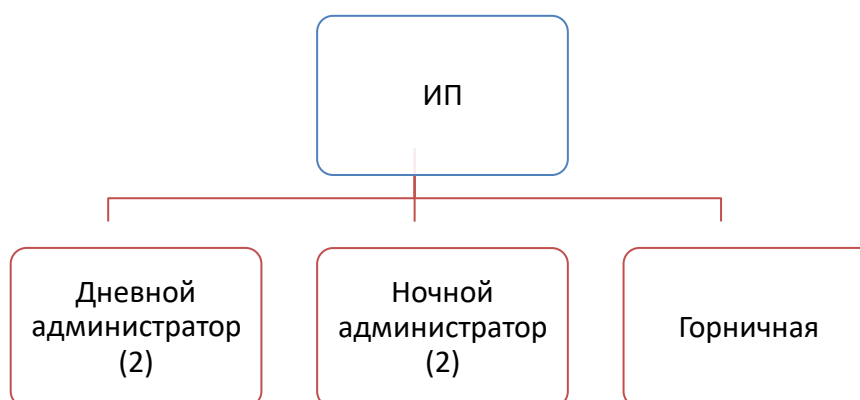 ИП
Дневной
администратор
(2)
Ночной
администратор
(2)
Горничная